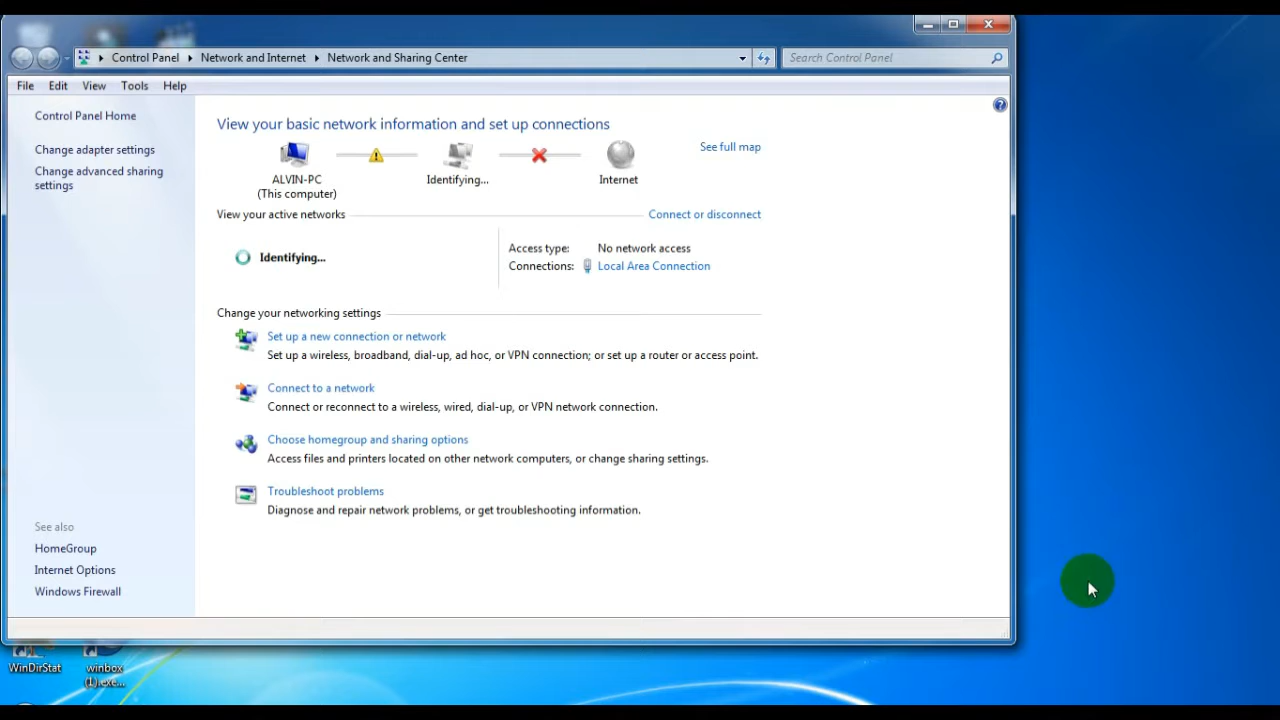 Control Panel Network and Internet Network and Sharing Center Search Control Panel
File Edit View Tools Help
Control Panel Home
Change adapter settings
Change advanced sharing
settings
View your basic network information and set up connections
See full map
ALVIN-PC
(This computer)
Identifying...
Internet
View your active networks
Connect or disconnect
Identifying...
Access type: No network access
Connections: Local Area Connection
Change your networking settings
Set up a new connection or network
Set up a wireless, broadband, dial-up, ad hoc, or VPN connection; or set up a router or access point.
Connect to a network
Connect or reconnect to a wireless, wired, dial-up, or VPN network connection.
Choose homegroup and sharing options
Access files and printers located on other network computers, or change sharing settings.
Troubleshoot problems
Diagnose and repair network problems, or get troubleshooting information.
See also
HomeGroup
Internet Options
Windows Firewall
WinDirStat
winbox
(1).exe...